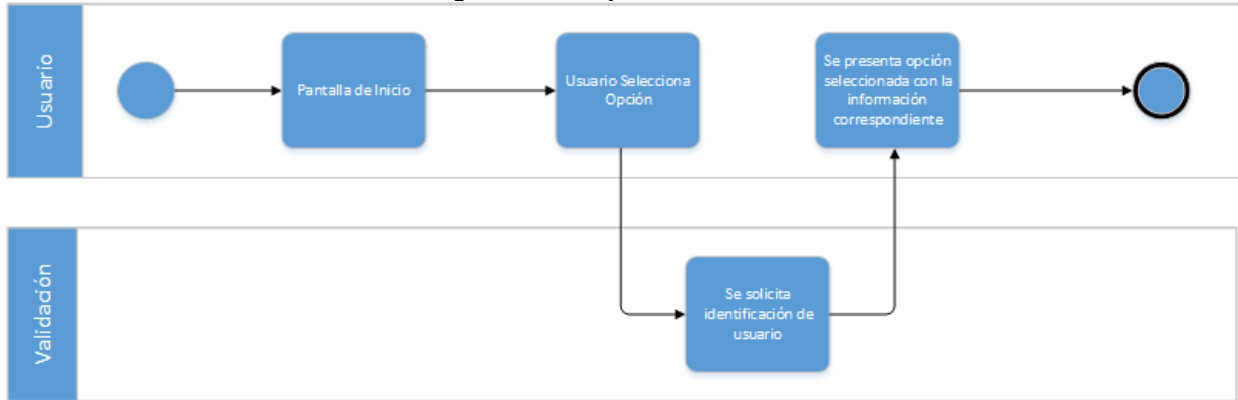 Usuario
Pantalla de Inicio
Usuario Selecciona
Opción
Se presenta opción
seleccionada con la
información
correspondiente
Validación
Se solicita
identificación de
usuario